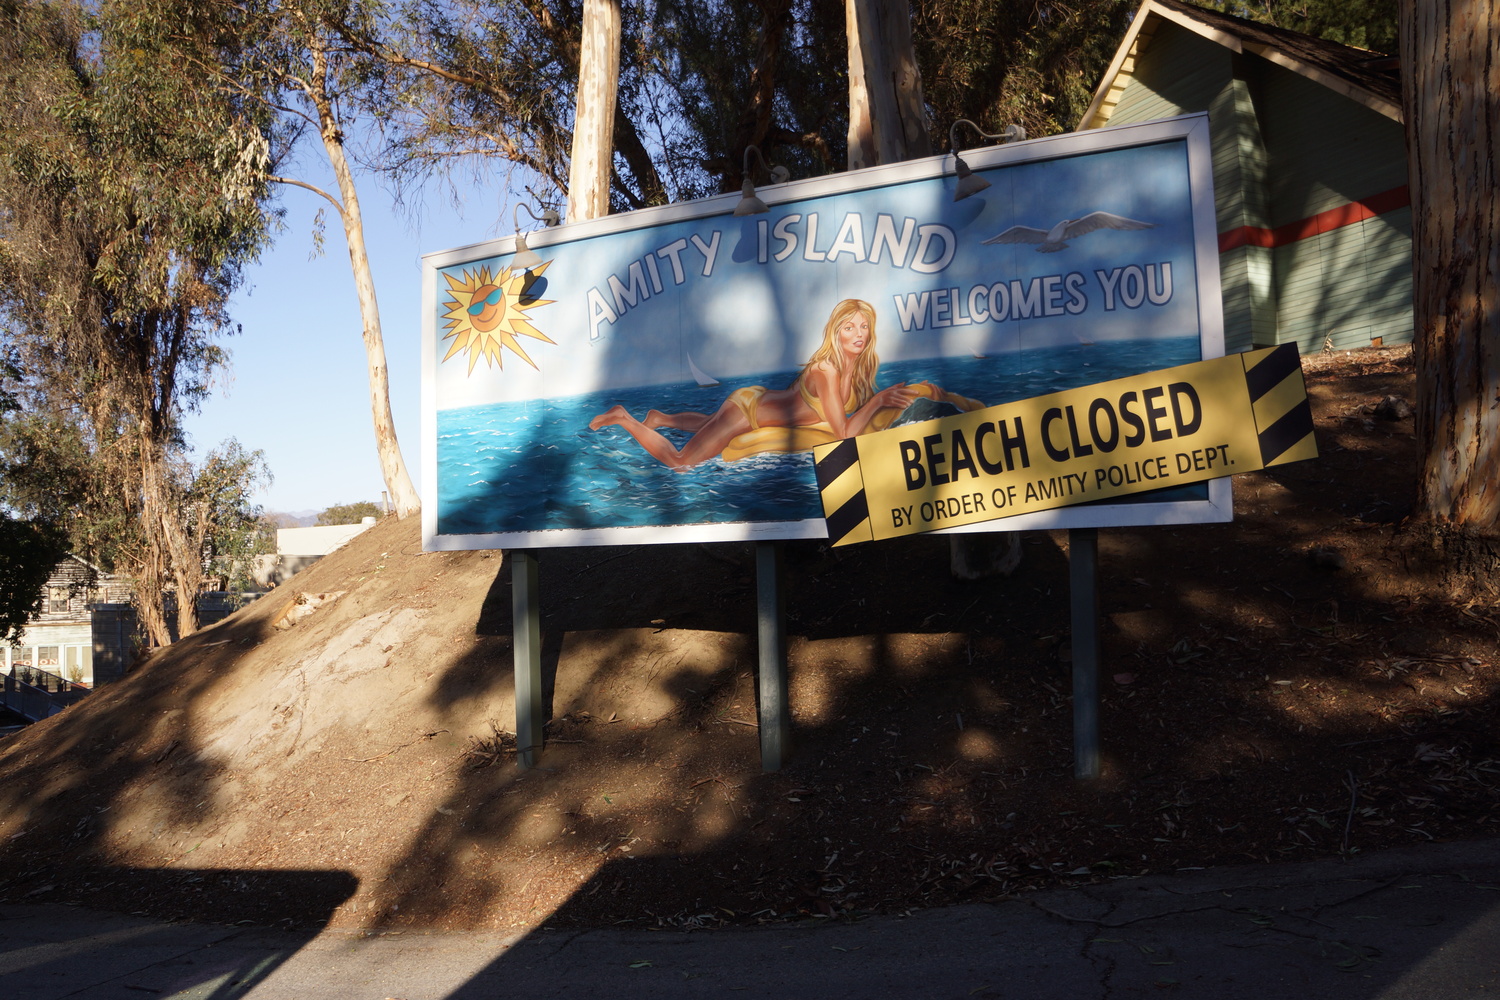 AMITY ISLAND
WELCOMES YOU
BEACH CLOSED
BY ORDER OF AMITY POLICE DEPT.